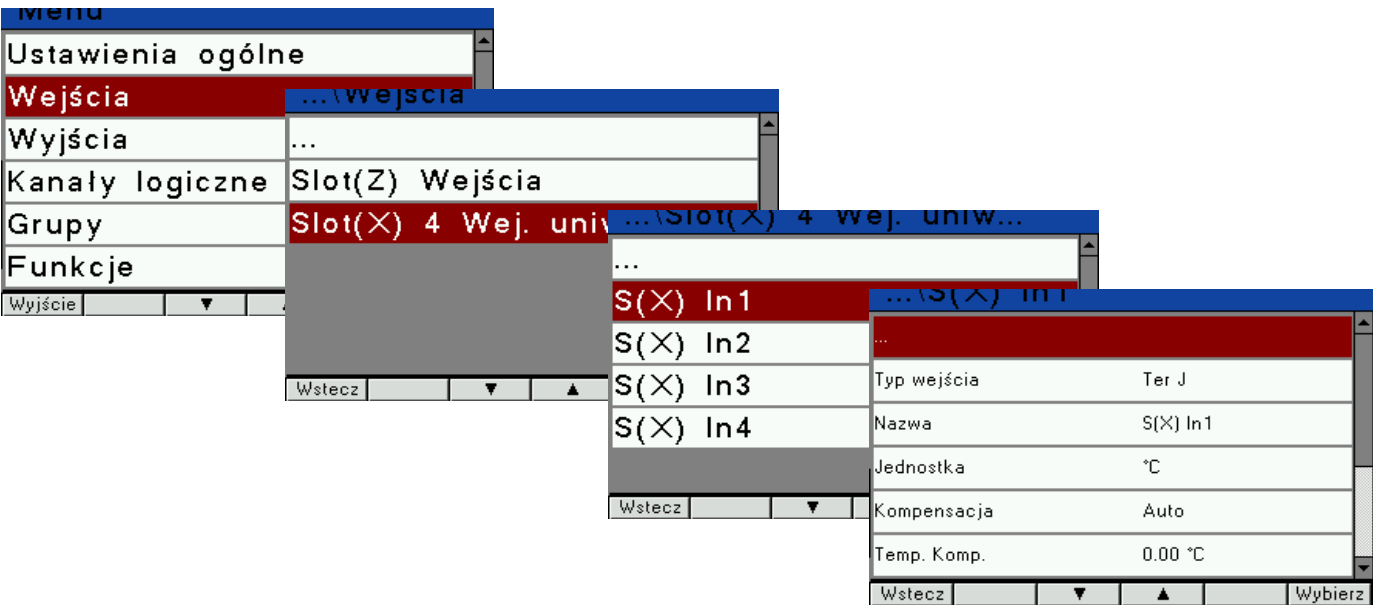 Menu
Ustawienia ogólne
Wejścia
Wyjścia
Kanały logiczne
Grupy
Funkcje
Wyjście ▼
...\Wejścia
...
Slot(Z) Wejścia
Slot(X) 4 Wej. uniw
Wstecz ▼ ▲
...\Slot(X) 4 Wej. uniw...
...
S(X) In1
S(X) In2
S(X) In3
S(X) In4
Wstecz ▼
...\S(X) In1
...
Typ wejścia Ter J
Nazwa S(X) In1
Jednostka °C
Kompensacja Auto
Temp. Komp. 0.00 °C
Wstecz ▼ ▲ Wybierz